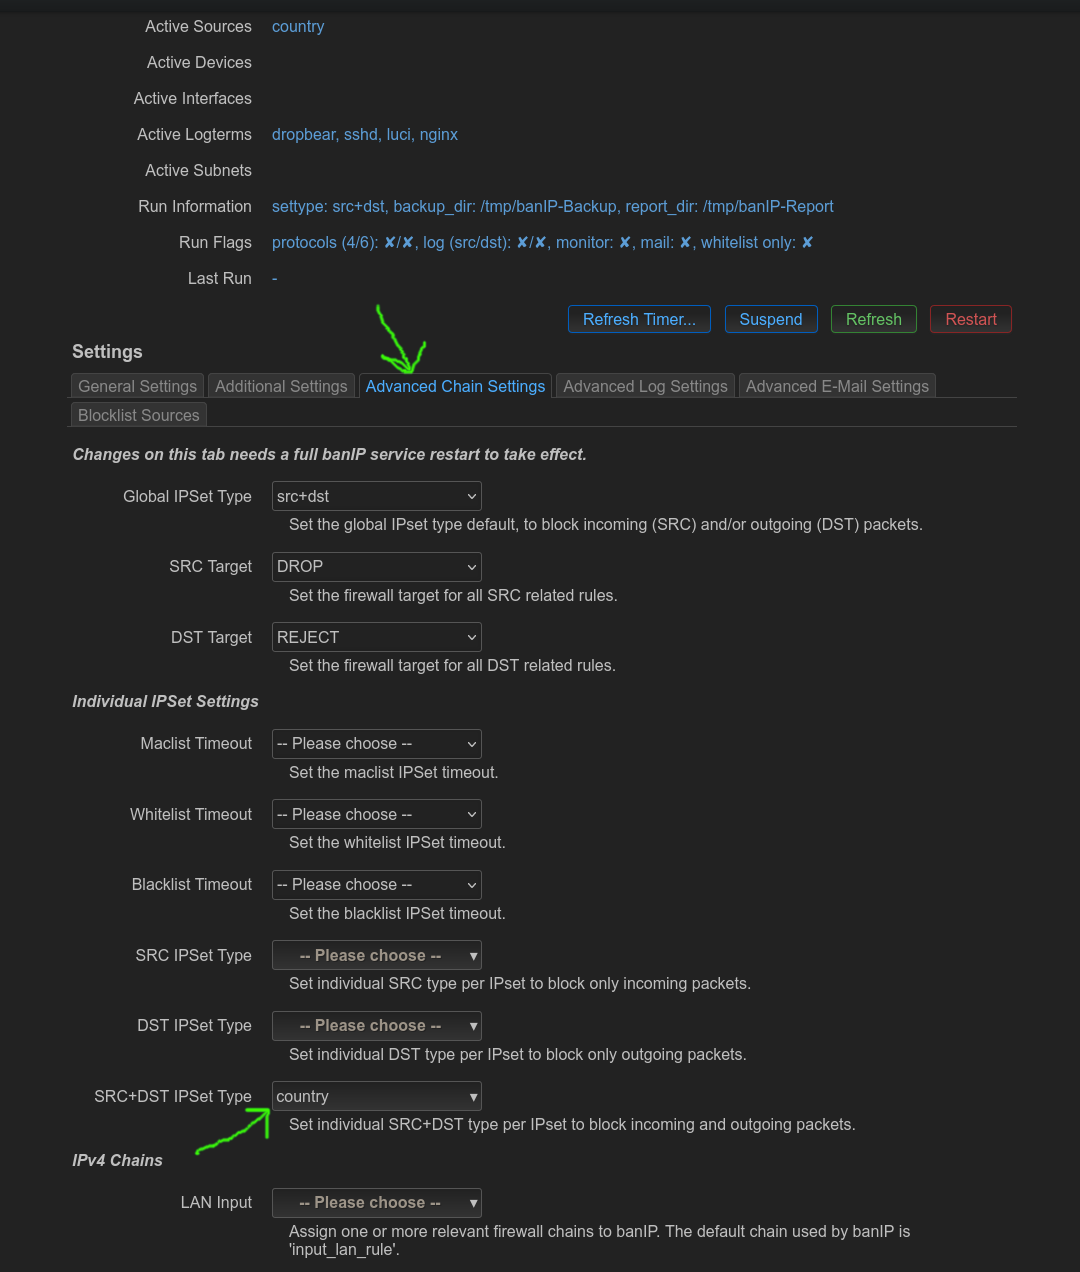 Active Sources country
Active Devices
Active Interfaces
Active Logterms dropbear, sshd, luci, nginx
Active Subnets
Run Information settype: src+dst, backup_dir: /tmp/banIP-Backup, report_dir: /tmp/banIP-Report
Run Flags protocols (4/6): ✘/✘, log (src/dst): ✘/✘, monitor: ✘, mail: ✘, whitelist only: ✘
Last Run -
Refresh Timer... Suspend Refresh Restart
Settings
General Settings Additional Settings Advanced Chain Settings Advanced Log Settings Advanced E-Mail Settings
Blocklist Sources
Changes on this tab needs a full banIP service restart to take effect.
Global IPSet Type src+dst
Set the global IPset type default, to block incoming (SRC) and/or outgoing (DST) packets.
SRC Target DROP
Set the firewall target for all SRC related rules.
DST Target REJECT
Set the firewall target for all DST related rules.
Individual IPSet Settings
Maclist Timeout -- Please choose --
Set the maclist IPSet timeout.
Whitelist Timeout -- Please choose --
Set the whitelist IPSet timeout.
Blacklist Timeout -- Please choose --
Set the blacklist IPSet timeout.
SRC IPSet Type -- Please choose -- ▾
Set individual SRC type per IPset to block only incoming packets.
DST IPSet Type -- Please choose -- ▾
Set individual DST type per IPset to block only outgoing packets.
SRC+DST IPSet Type country ▾
Set individual SRC+DST type per IPset to block incoming and outgoing packets.
IPv4 Chains
LAN Input -- Please choose -- ▾
Assign one or more relevant firewall chains to banIP. The default chain used by banIP is
'input_lan_rule'.